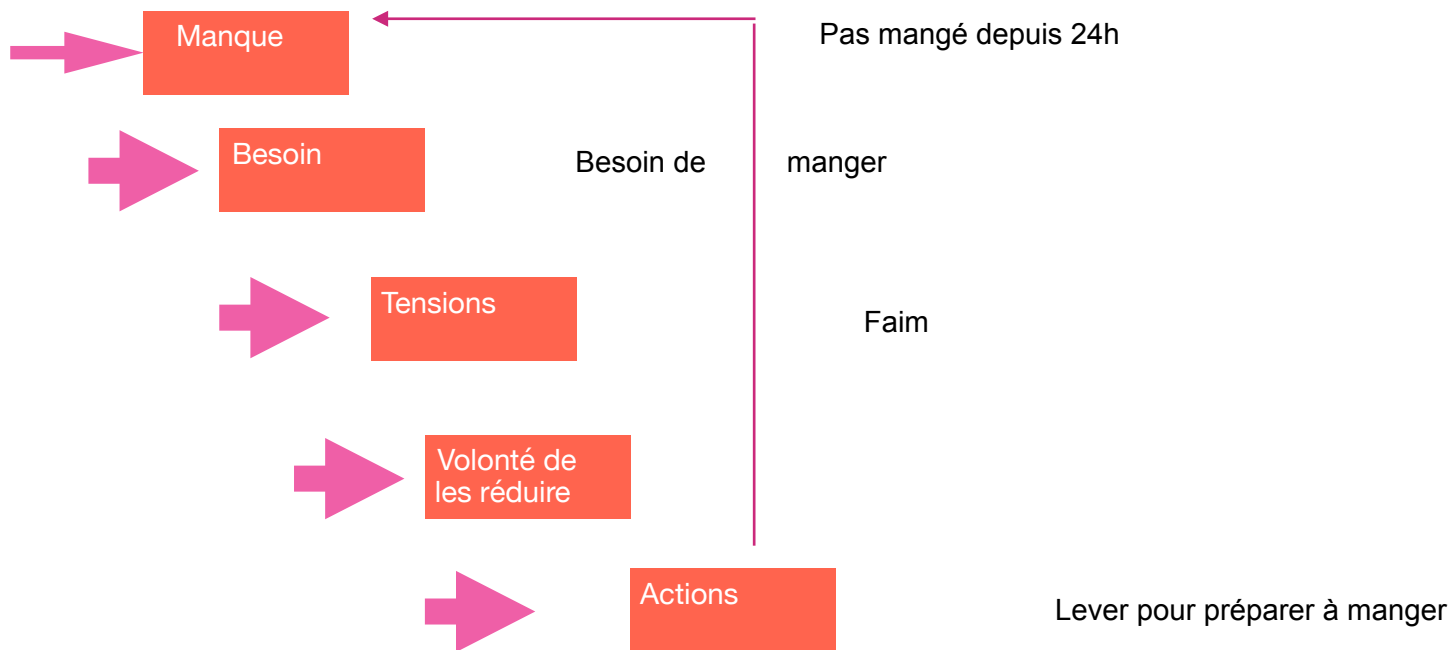 Manque
Pas mangé depuis 24h
Besoin
Besoin de manger
Tensions
Faim
Volonté de
les réduire
Actions
Lever pour préparer à manger